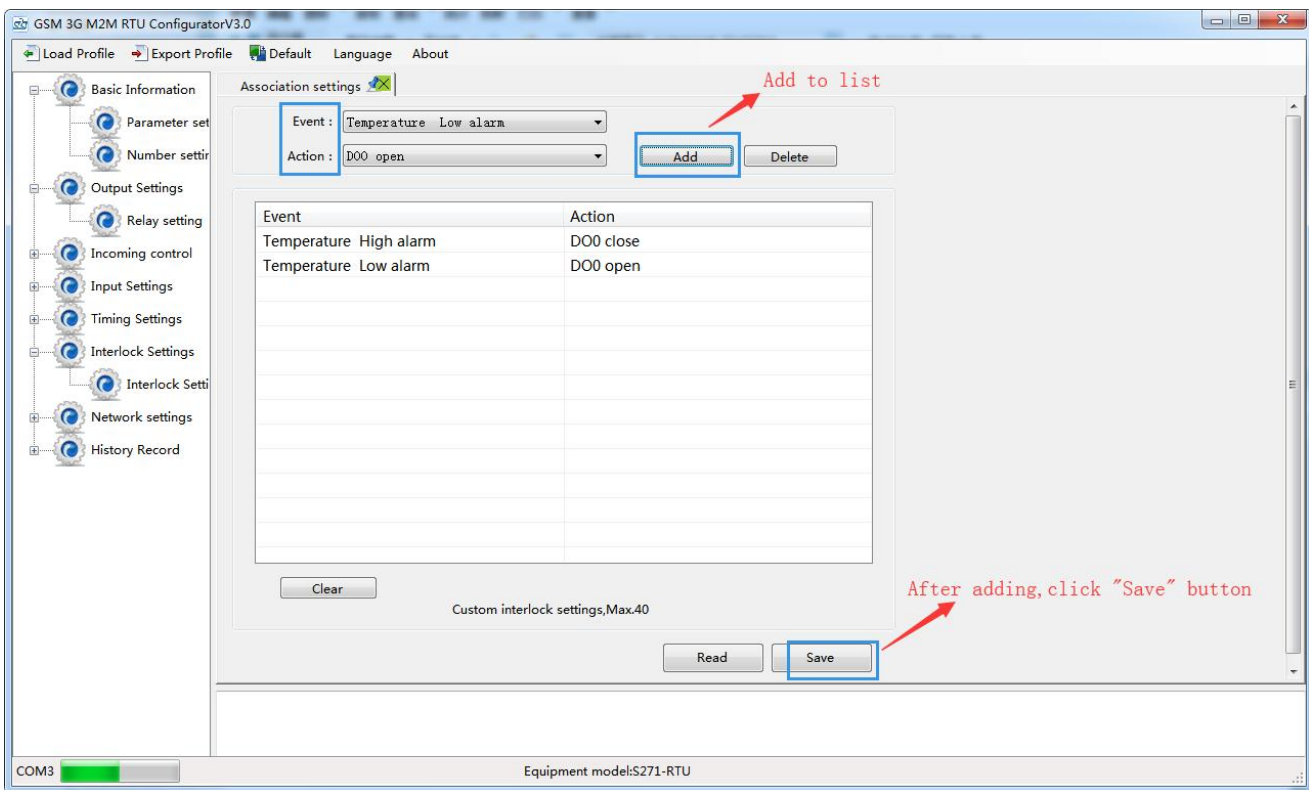 GSM 3G M2M RTU ConfiguratorV3.0
Load Profile Export Profile Default Language About
Basic Information
Parameter set
Number settin
Output Settings
Relay setting
Incoming control
Input Settings
Timing Settings
Interlock Settings
Interlock Setti
Network settings
History Record
Association settings
Add to list
Event : Temperature Low alarm
Action : DO0 open Add Delete
Event Action
Temperature High alarm DO0 close
Temperature Low alarm DO0 open
Clear
Custom interlock settings,Max.40
After adding,click "Save" button
Read Save
COM3 Equipment model:S271-RTU